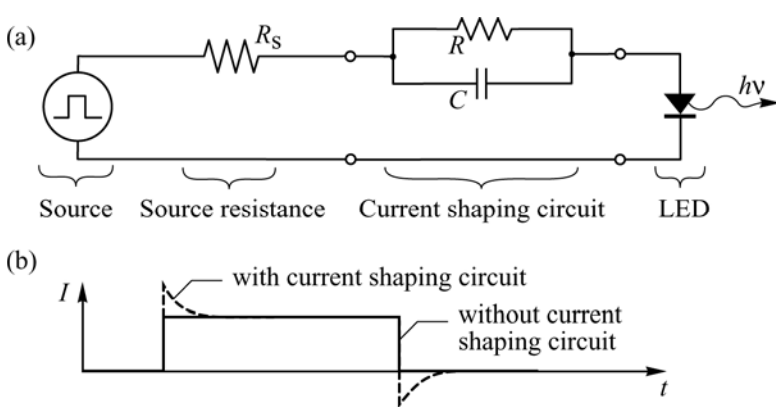 (a)
R_S
R
C
hν
Source
Source resistance
Current shaping circuit
LED
(b)
I
with current shaping circuit
without current
shaping circuit
t